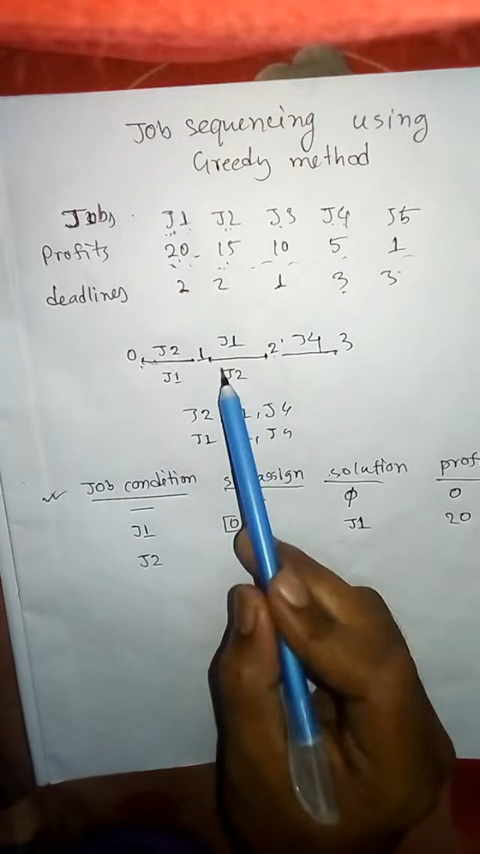 Job sequencing using
Greedy method
Jobs. J1 J2 J3 J4 J5
Profits 20 15 10 5 1
deadlines 2 2 1 3 3
0 J2 1 J1 2 J4 3
J1 J2
J2 , J4
J1 , J4
Job condition assign solution prof
— ϕ 0
J1 J1 20
J2